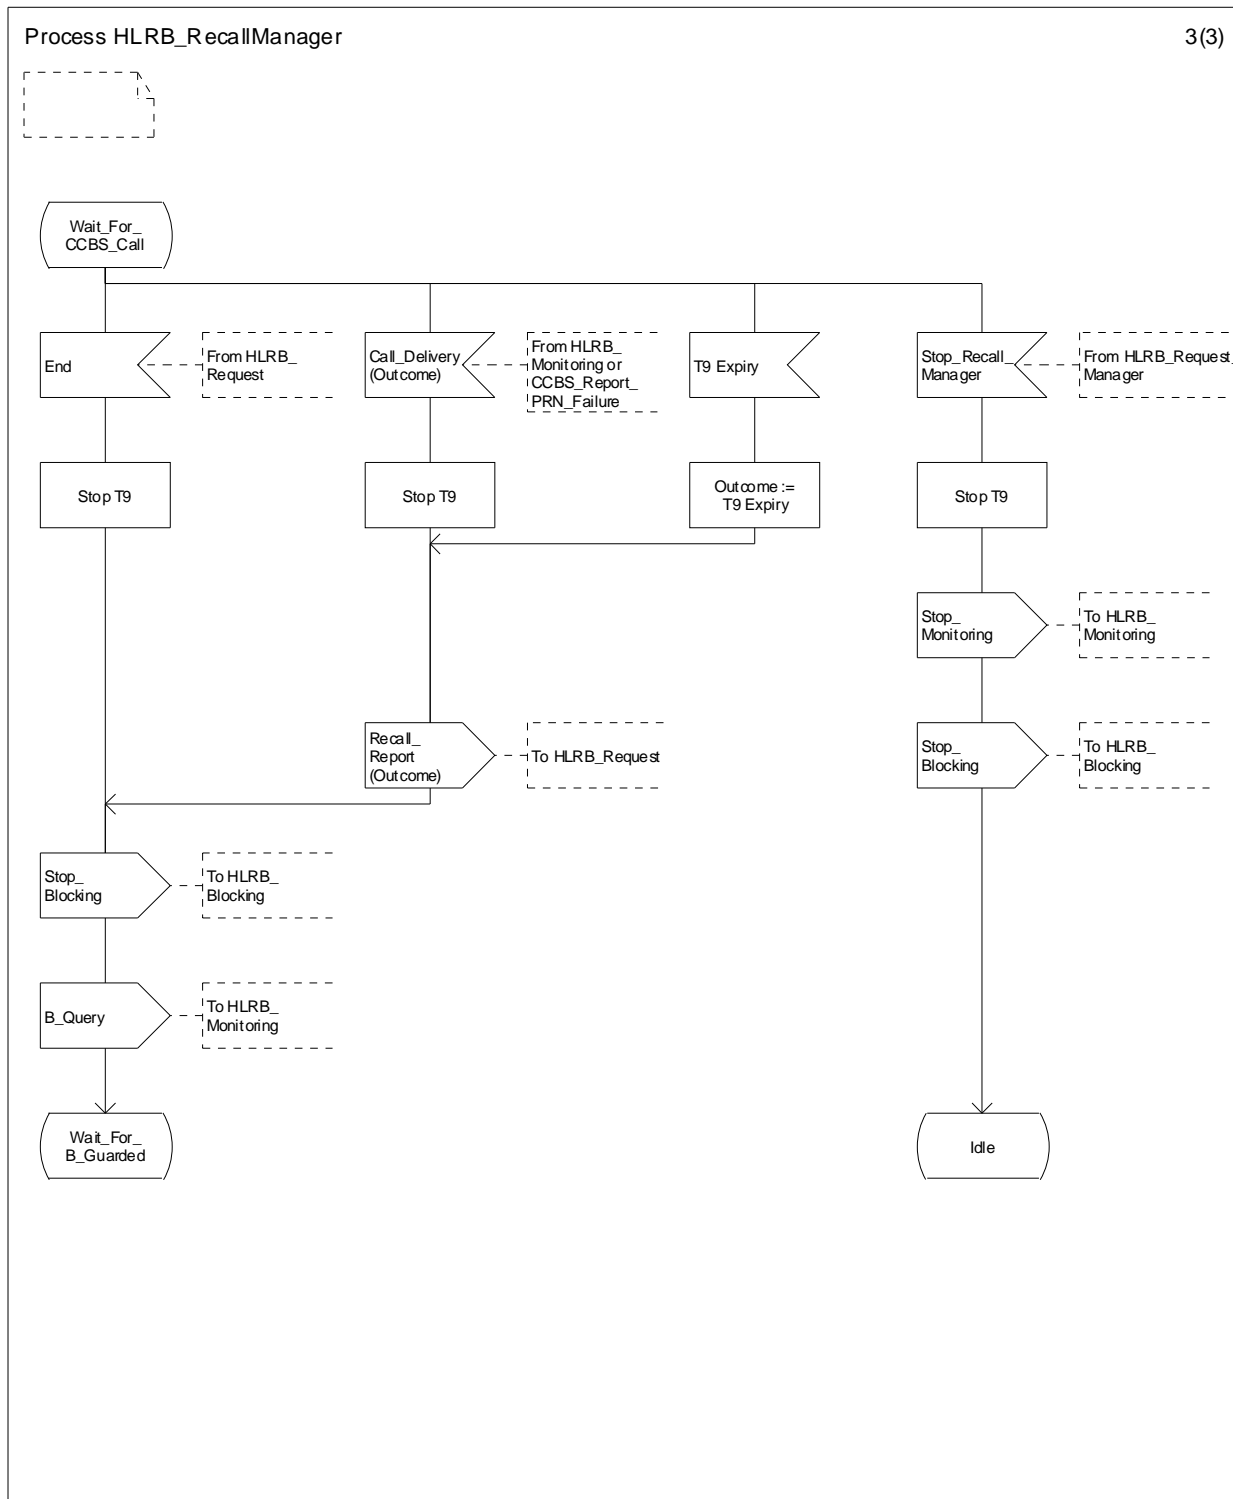 Process HLRB_RecallManager
3(3)
Wait_For_
CCBS_Call
End
From HLRB_
Request
Call_Delivery
(Outcome)
From HLRB_
Monitoring or
CCBS_Report_
PRN_Failure
T9 Expiry
Stop_Recall_
Manager
From HLRB_Request_
Manager
Stop T9
Stop T9
Outcome :=
T9 Expiry
Stop T9
Stop_
Monitoring
To HLRB_
Monitoring
Recall_
Report
(Outcome)
To HLRB_Request
Stop_
Blocking
To HLRB_
Blocking
Stop_
Blocking
To HLRB_
Blocking
B_Query
To HLRB_
Monitoring
Wait_For_
B_Guarded
Idle